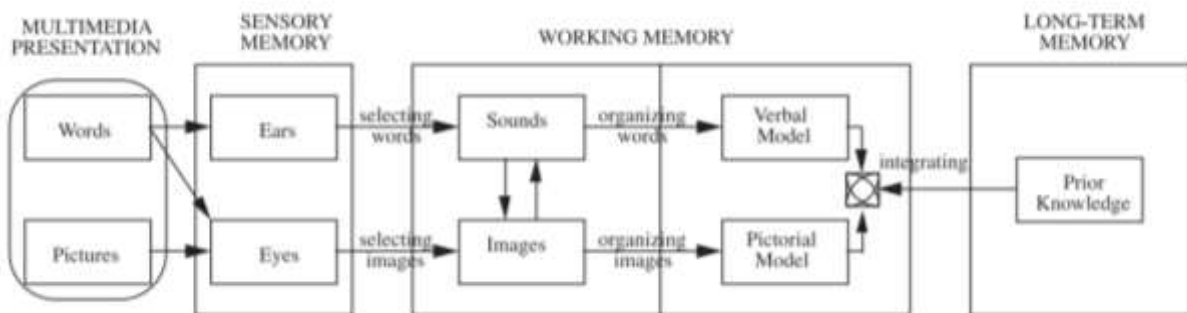 MULTIMEDIA
PRESENTATION
SENSORY
MEMORY
WORKING MEMORY
LONG-TERM
MEMORY
Words
Ears
selecting
words
Sounds
organizing
words
Verbal
Model
integrating
Prior
Knowledge
Pictures
Eyes
selecting
images
Images
organizing
images
Pictorial
Model